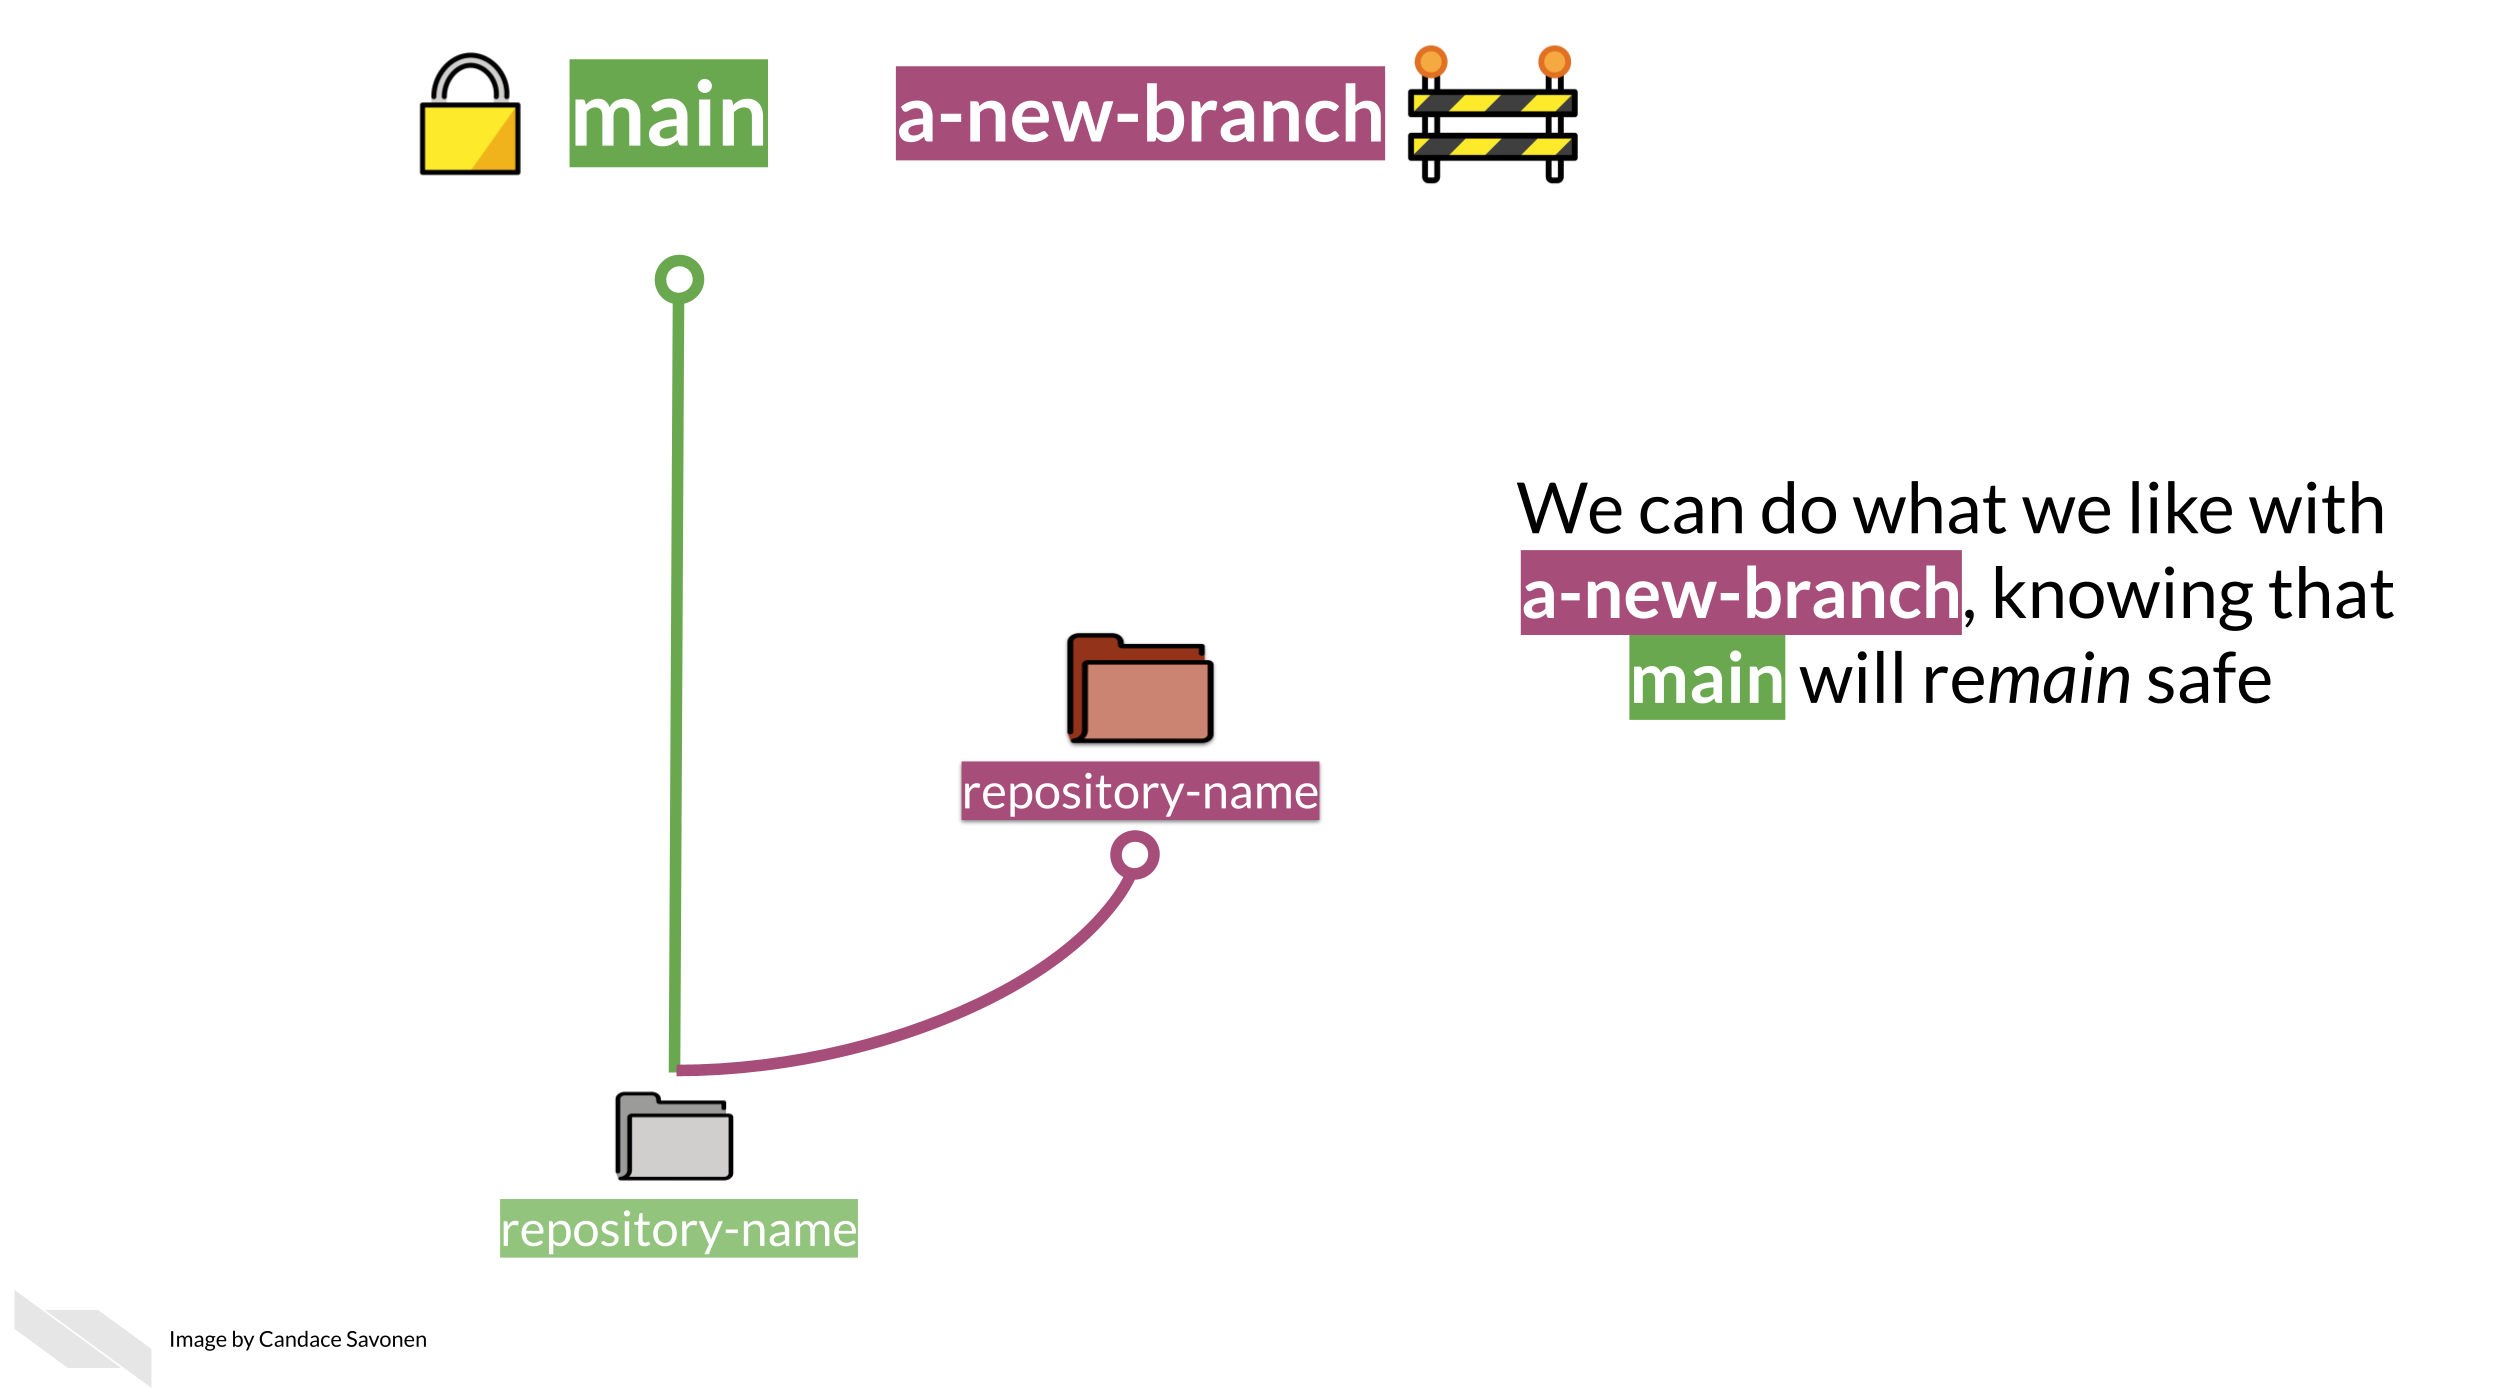 main
a-new-branch
We can do what we like with
a-new-branch, knowing that
main will remain safe
repository-name
repository-name
Image by Candace Savonen